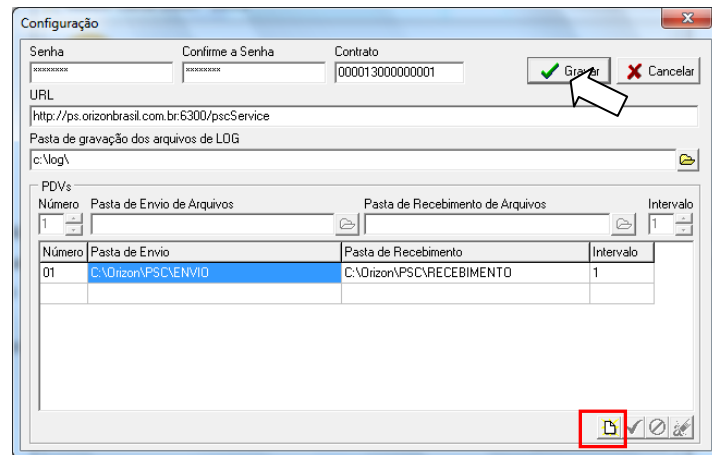 Configuração
Senha Confirme a Senha Contrato
xxxxxxxx xxxxxxxx 000013000000001 Gravar Cancelar
URL
http://ps.orizonbrasil.com.br:6300/pscService
Pasta de gravação dos arquivos de LOG
c:\log\
PDVs
Número Pasta de Envio de Arquivos Pasta de Recebimento de Arquivos Intervalo
1 1
Número Pasta de Envio Pasta de Recebimento Intervalo
01 C:\Orizon\PSC\ENVIO C:\Orizon\PSC\RECEBIMENTO 1